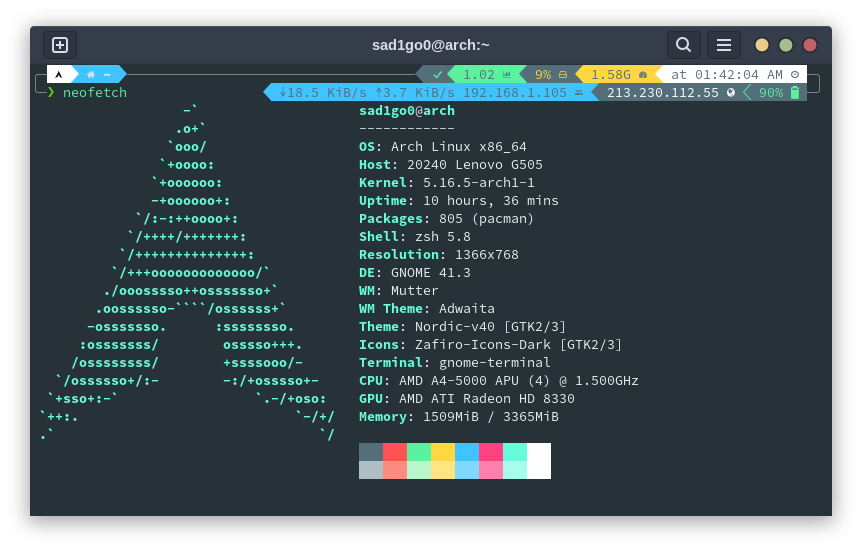 sad1go0@arch:~
~ 1.02 9% 1.58G at 01:42:04 AM
❯ neofetch 18.5 KiB/s 3.7 KiB/s 192.168.1.105 213.230.112.55 90%
-` sad1go0@arch
.o+` ------------
`ooo/ OS: Arch Linux x86_64
`+oooo: Host: 20240 Lenovo G505
`+oooooo: Kernel: 5.16.5-arch1-1
-+oooooo+: Uptime: 10 hours, 36 mins
`/:-:++oooo+: Packages: 805 (pacman)
`/++++/+++++++: Shell: zsh 5.8
`/++++++++++++++: Resolution: 1366x768
`/+++ooooooooooooo/` DE: GNOME 41.3
./ooosssso++osssssso+` WM: Mutter
.oossssso-````/ossssss+` WM Theme: Adwaita
-osssssso. :ssssssso. Theme: Nordic-v40 [GTK2/3]
:osssssss/ osssso+++. Icons: Zafiro-Icons-Dark [GTK2/3]
/ossssssss/ +ssssooo/- Terminal: gnome-terminal
`/ossssso+/:- -:/+osssso+- CPU: AMD A4-5000 APU (4) @ 1.500GHz
`+sso+:-` `.-/+oso: GPU: AMD ATI Radeon HD 8330
`++:. `-/+/ Memory: 1509MiB / 3365MiB
.` `/